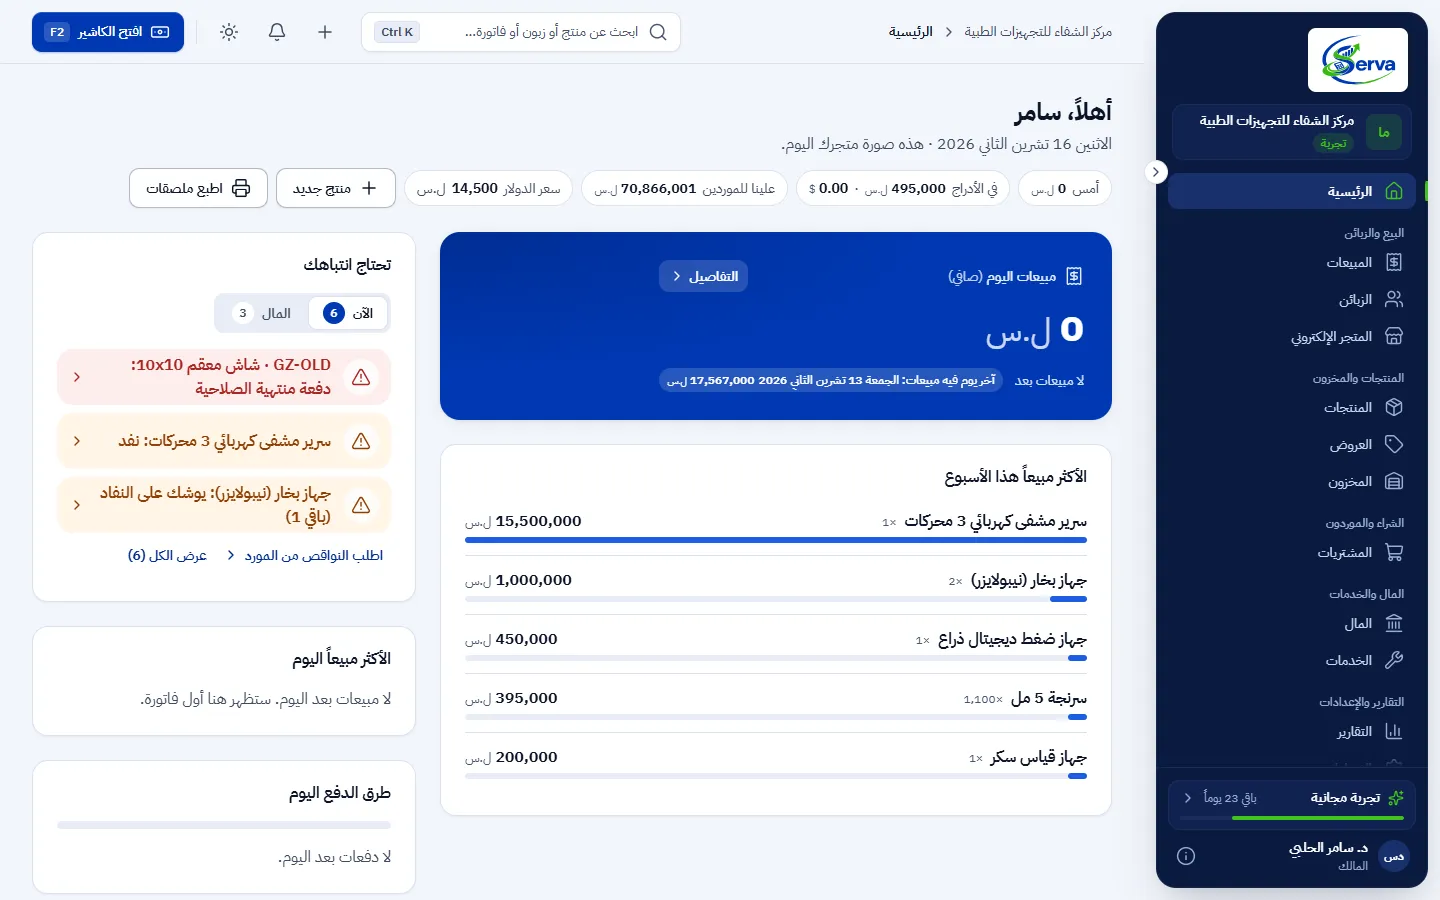 Serva
مركز الشفاء للتجهيزات الطبية
ما
تجربة
الرئيسية
البيع والزبائن
المبيعات
الزبائن
المتجر الإلكتروني
المنتجات والمخزون
المنتجات
العروض
المخزون
الشراء والموردون
المشتريات
المال والخدمات
المال
الخدمات
التقارير والإعدادات
التقارير
تجربة مجانية
باقي 23 يوماً
د. سامر الحلبي
المالك
دس
مركز الشفاء للتجهيزات الطبية
الرئيسية
ابحث عن منتج أو زبون أو فاتورة...
Ctrl K
افتح الكاشير F2
أهلاً، سامر
الاثنين 16 تشرين الثاني 2026 · هذه صورة متجرك اليوم.
أمس 0 ل.س
في الأدراج 495,000 ل.س · 0.00 $
علينا للموردين 70,866,001 ل.س
سعر الدولار 14,500 ل.س
منتج جديد
اطبع ملصقات
مبيعات اليوم (صافي)
التفاصيل
0 ل.س
لا مبيعات بعد
آخر يوم فيه مبيعات: الجمعة 13 تشرين الثاني 2026 17,567,000 ل.س
الأكثر مبيعاً هذا الأسبوع
سرير مشفى كهربائي 3 محركات ×1 15,500,000 ل.س
جهاز بخار (نيبولايزر) ×2 1,000,000 ل.س
جهاز ضغط ديجيتال ذراع ×1 450,000 ل.س
سرنجة 5 مل ×1,100 395,000 ل.س
جهاز قياس سكر ×1 200,000 ل.س
تحتاج انتباهك
الآن 6
المال 3
GZ-OLD · شاش معقم 10x10:
دفعة منتهية الصلاحية
سرير مشفى كهربائي 3 محركات: نفد
جهاز بخار (نيبولايزر): يوشك على النفاد
(باقي 1)
اطلب النواقص من المورد
عرض الكل (6)
الأكثر مبيعاً اليوم
لا مبيعات بعد اليوم. ستظهر هنا أول فاتورة.
طرق الدفع اليوم
لا دفعات بعد اليوم.